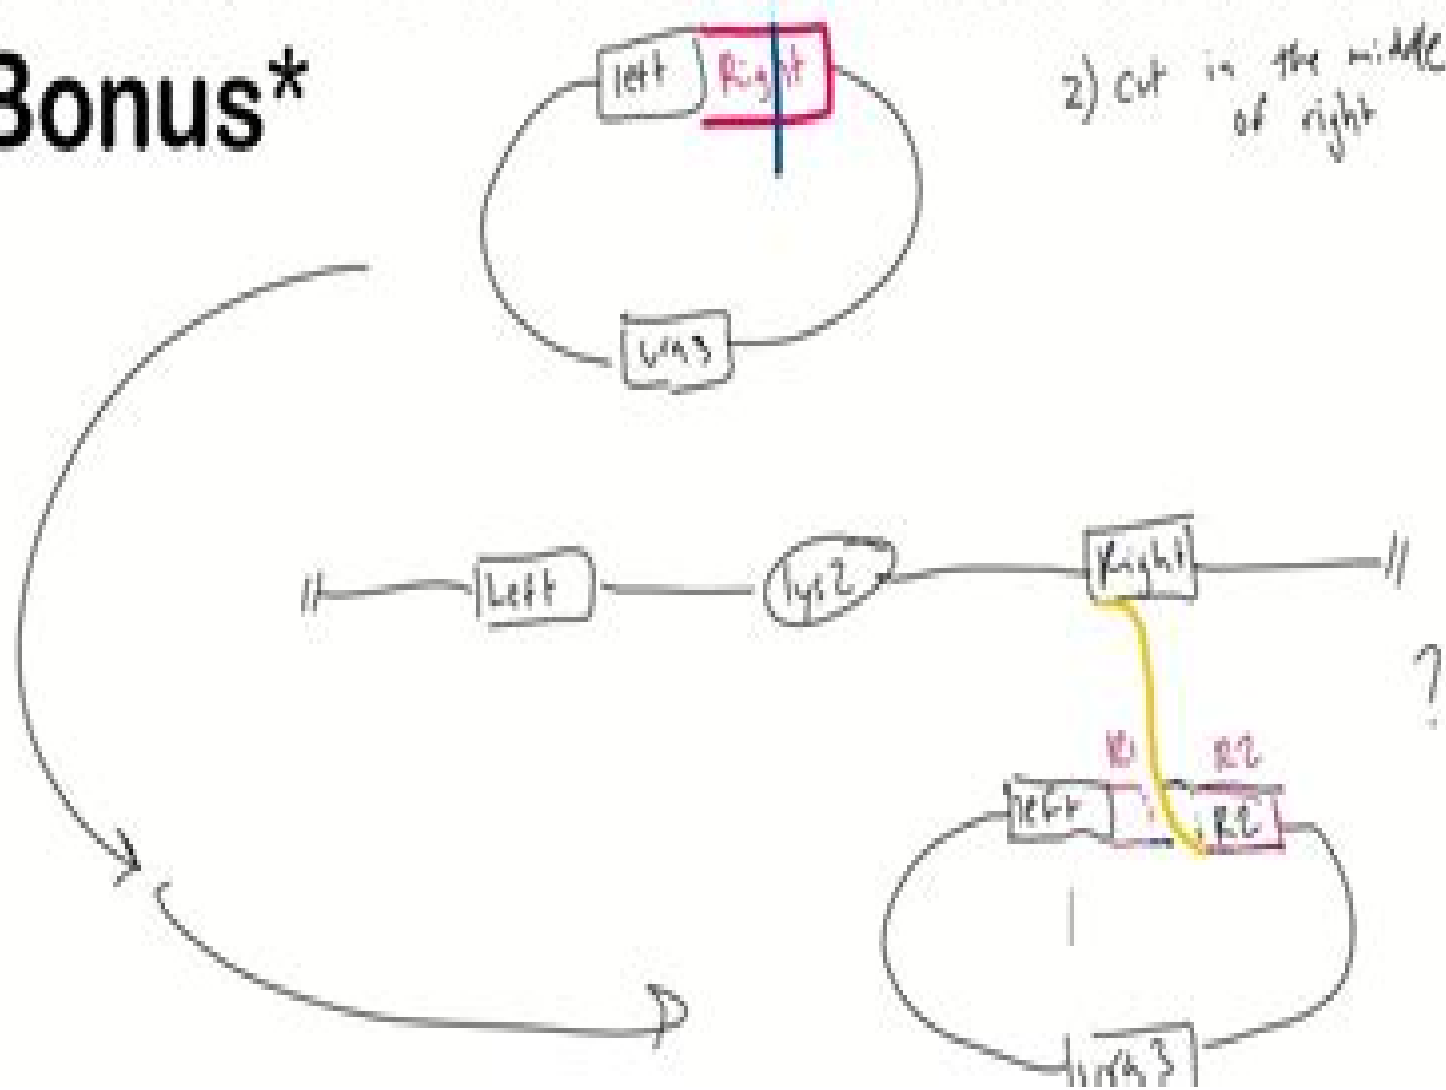 Bonus*
left Right
2) Cut in the middle
of right
ura3
Left lys2 Right
?
R1 R2
left R2
ura3